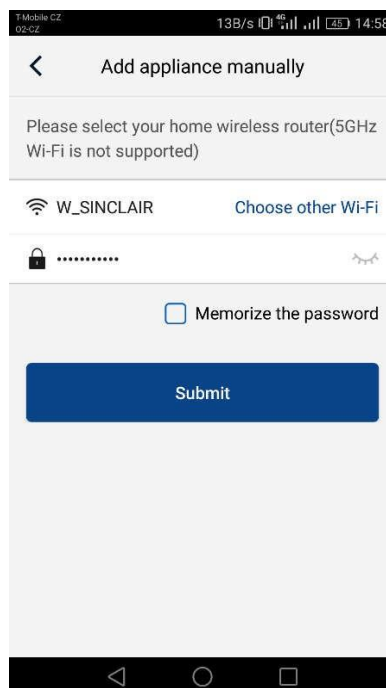 T-Mobile CZ
O2-CZ
13B/s 4G 45 14:58
Add appliance manually
Please select your home wireless router(5GHz
Wi-Fi is not supported)
W_SINCLAIR Choose other Wi-Fi
•••••••••••
Memorize the password
Submit